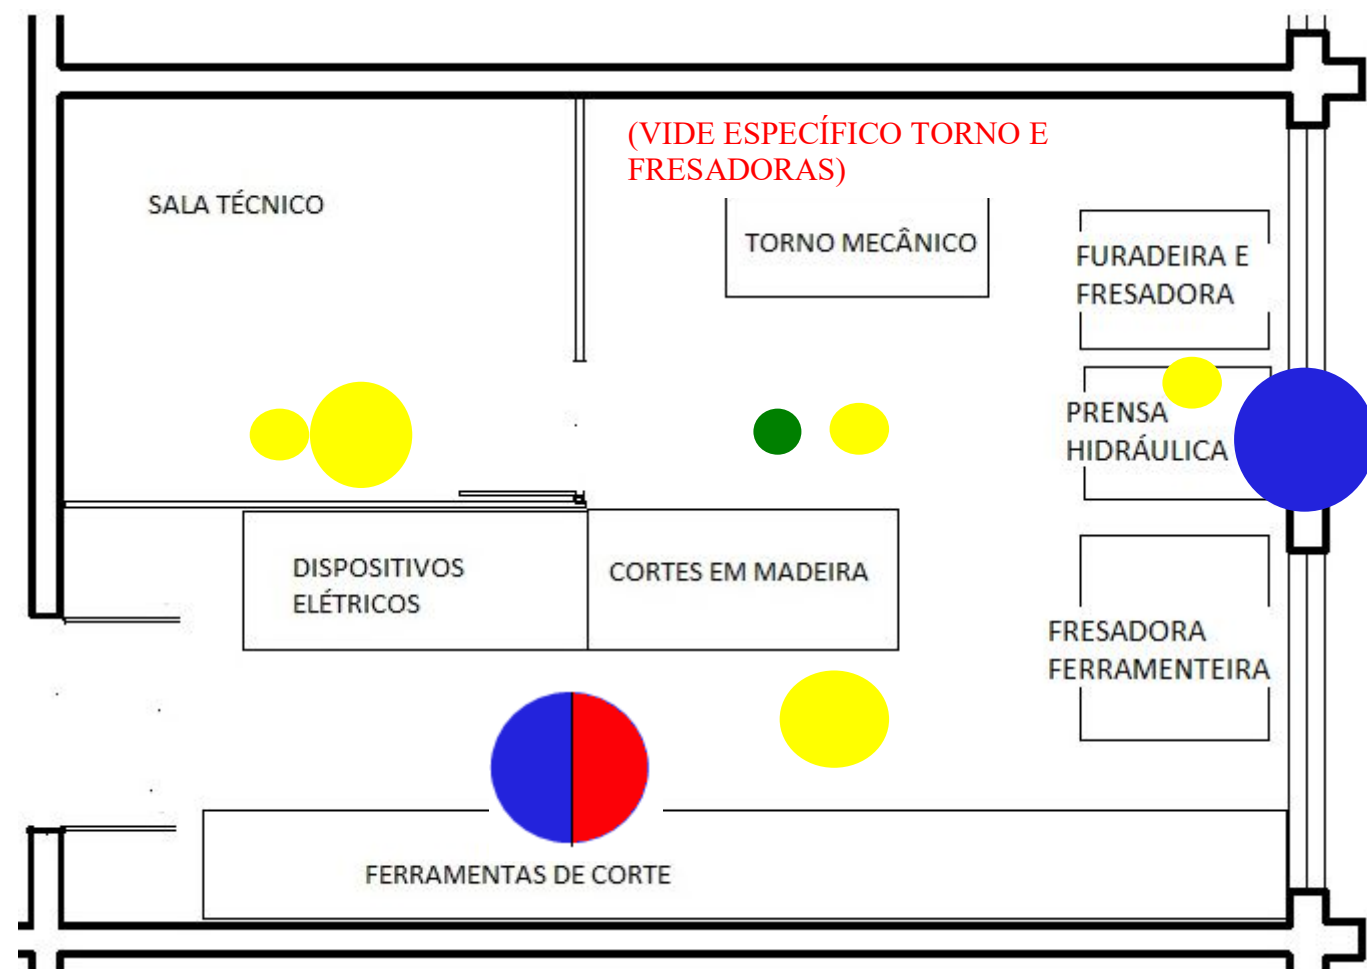 (VIDE ESPECÍFICO TORNO E
FRESADORAS)
SALA TÉCNICO
TORNO MECÂNICO
FURADEIRA E
FRESADORA
PRENSA
HIDRÁULICA
DISPOSITIVOS
ELÉTRICOS
CORTES EM MADEIRA
FRESADORA
FERRAMENTEIRA
FERRAMENTAS DE CORTE